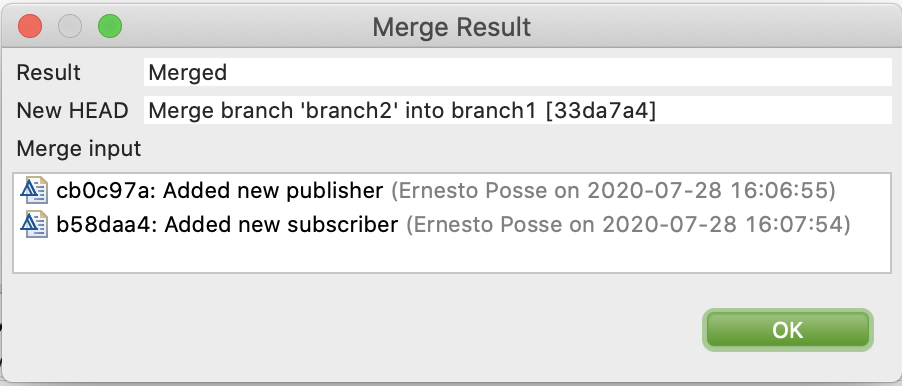 Merge Result
Result Merged
New HEAD Merge branch 'branch2' into branch1 [33da7a4]
Merge input
cb0c97a: Added new publisher (Ernesto Posse on 2020-07-28 16:06:55)
b58daa4: Added new subscriber (Ernesto Posse on 2020-07-28 16:07:54)
OK